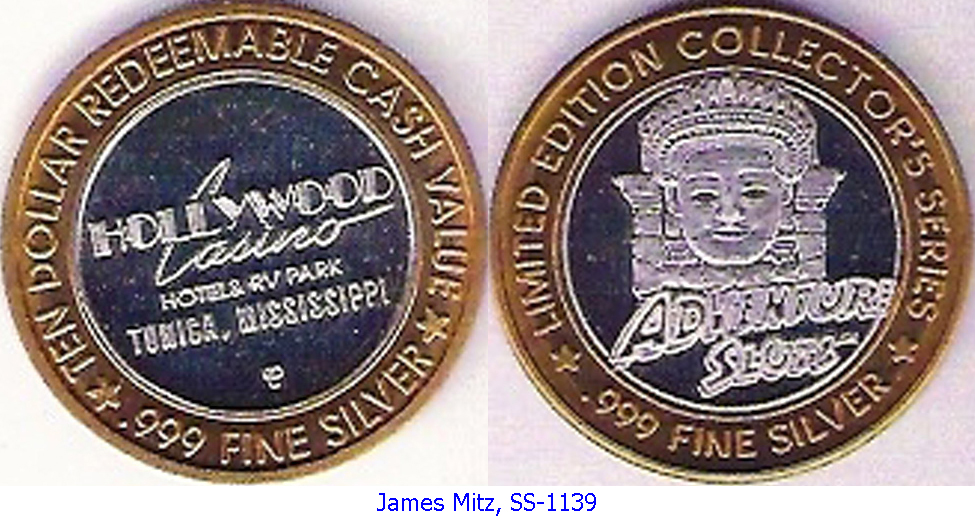 TEN DOLLAR REDEEMABLE CASH VALUE
HOLLYWOOD
Casino
HOTEL & RV PARK
TUNICA, MISSISSIPPI
.999 FINE SILVER
LIMITED EDITION COLLECTOR'S SERIES
ADVENTURE
SLOTS
.999 FINE SILVER
James Mitz, SS-1139